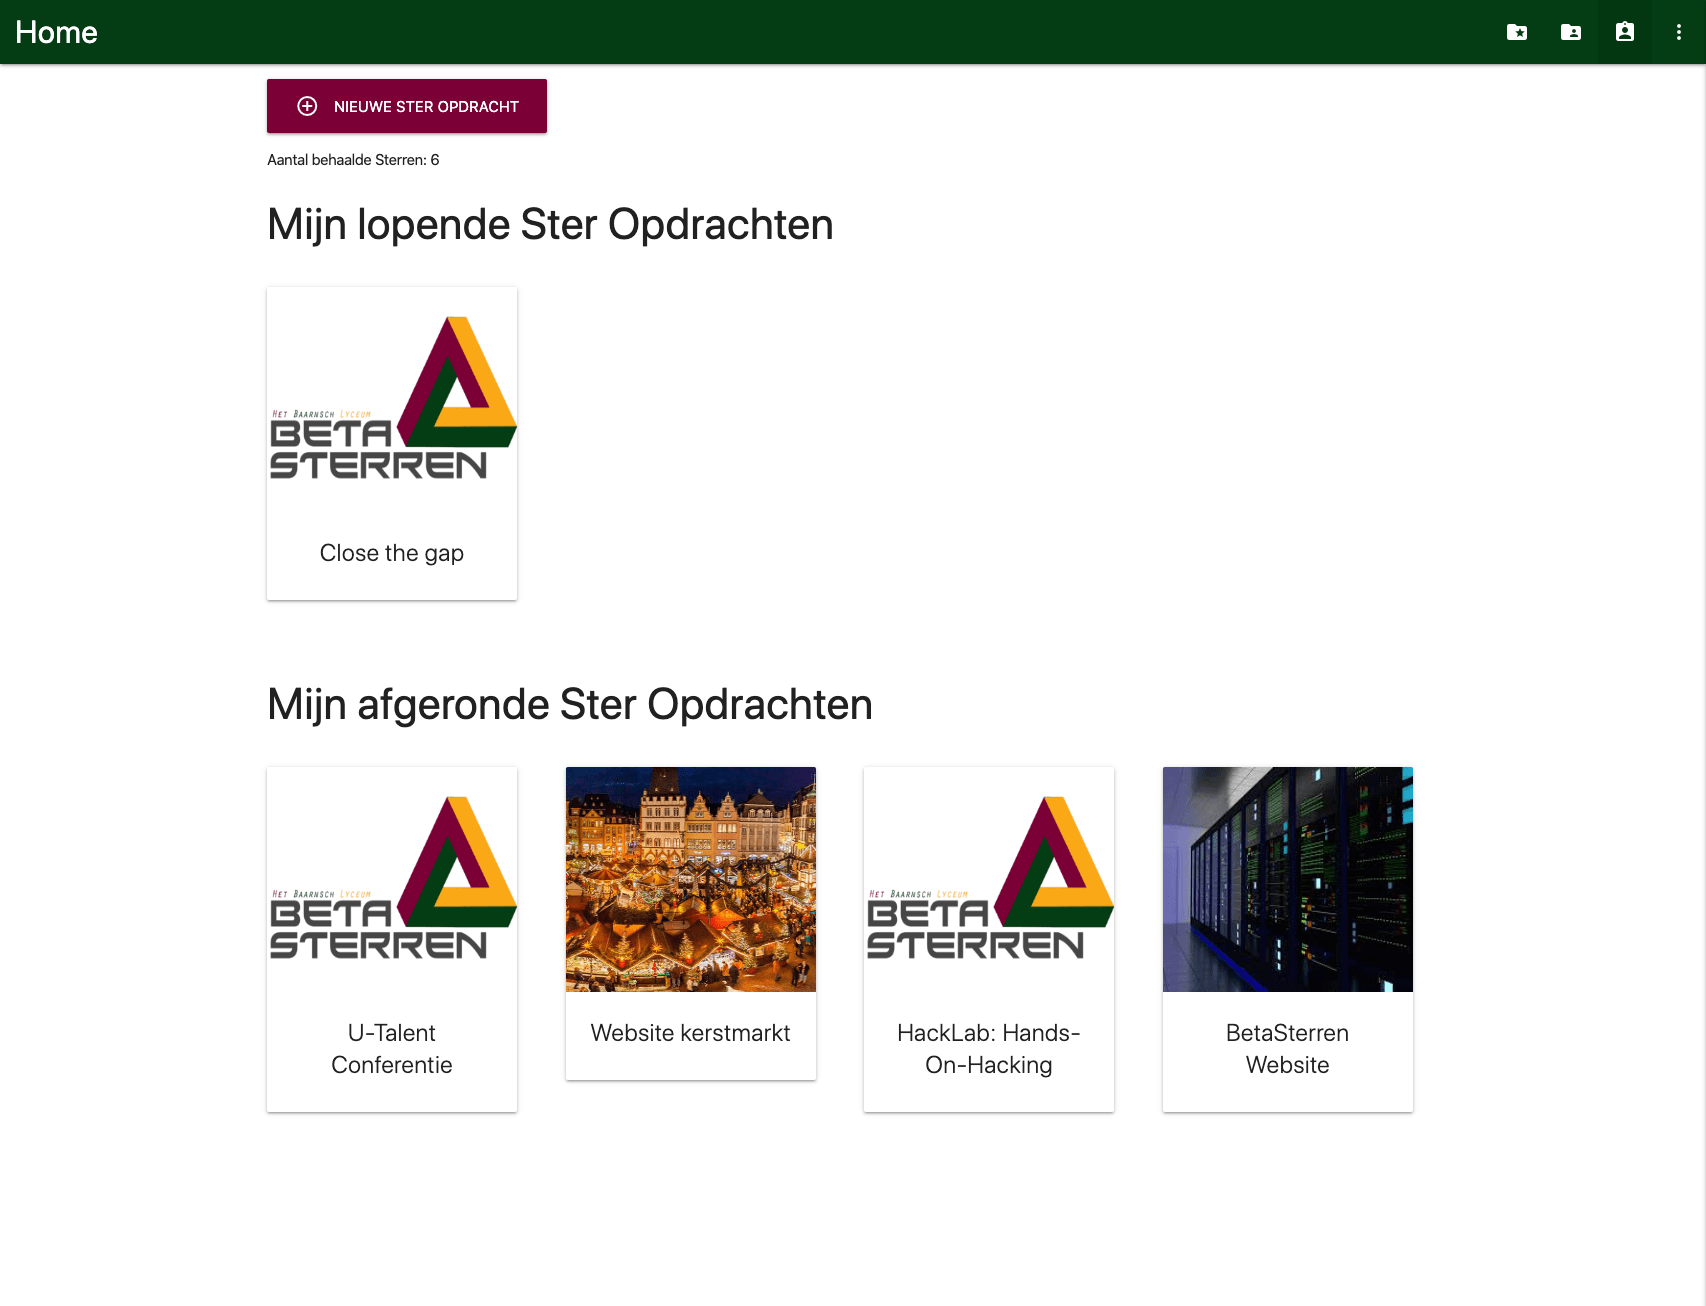 Home
NIEUWE STER OPDRACHT
Aantal behaalde Sterren: 6
Mijn lopende Ster Opdrachten
HET BAARNSCH LYCEUM
BETA
STERREN
Close the gap
Mijn afgeronde Ster Opdrachten
HET BAARNSCH LYCEUM
BETA
STERREN
U-Talent
Conferentie
Website kerstmarkt
HET BAARNSCH LYCEUM
BETA
STERREN
HackLab: Hands-
On-Hacking
BetaSterren
Website